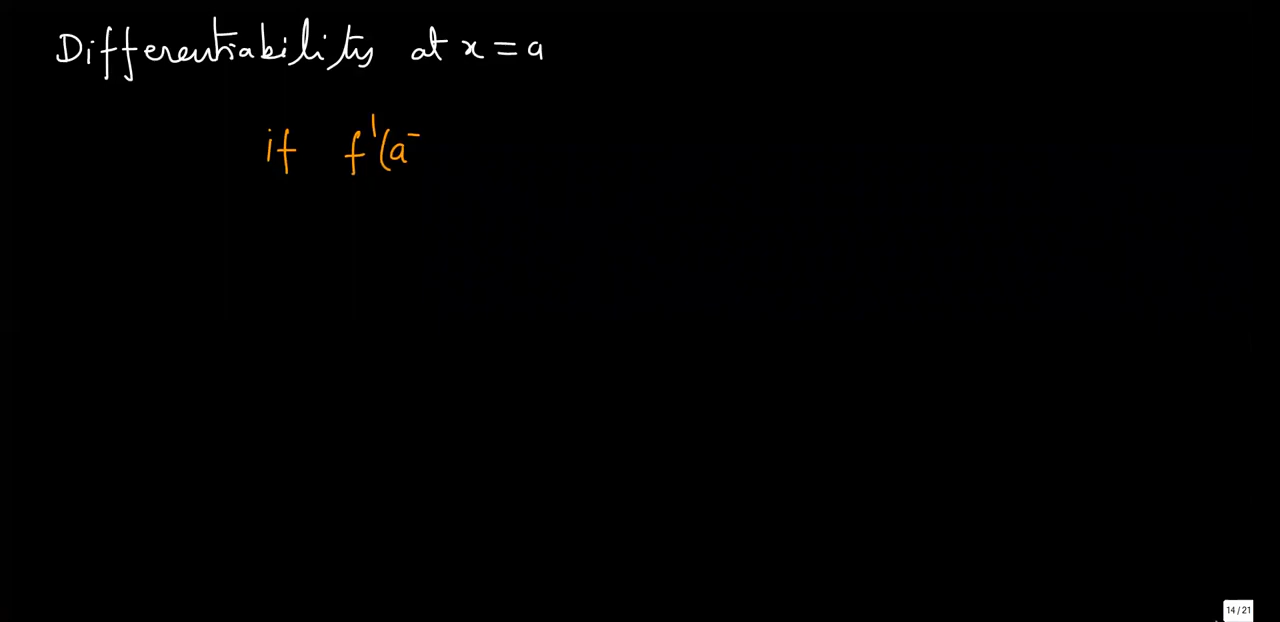 Differentiability at x = a
if f'(a⁻
14 / 21